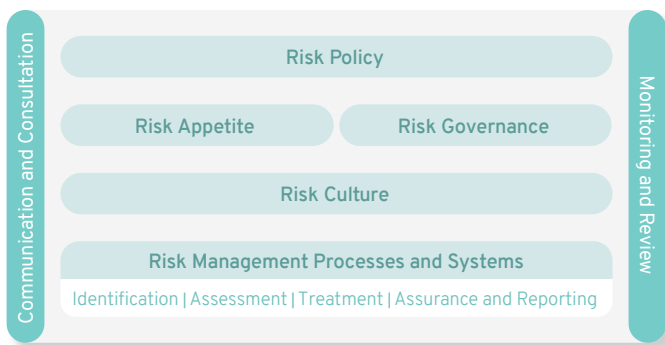 Communication and Consultation
Risk Policy
Risk Appetite
Risk Governance
Risk Culture
Risk Management Processes and Systems
Identification | Assessment | Treatment | Assurance and Reporting
Monitoring and Review